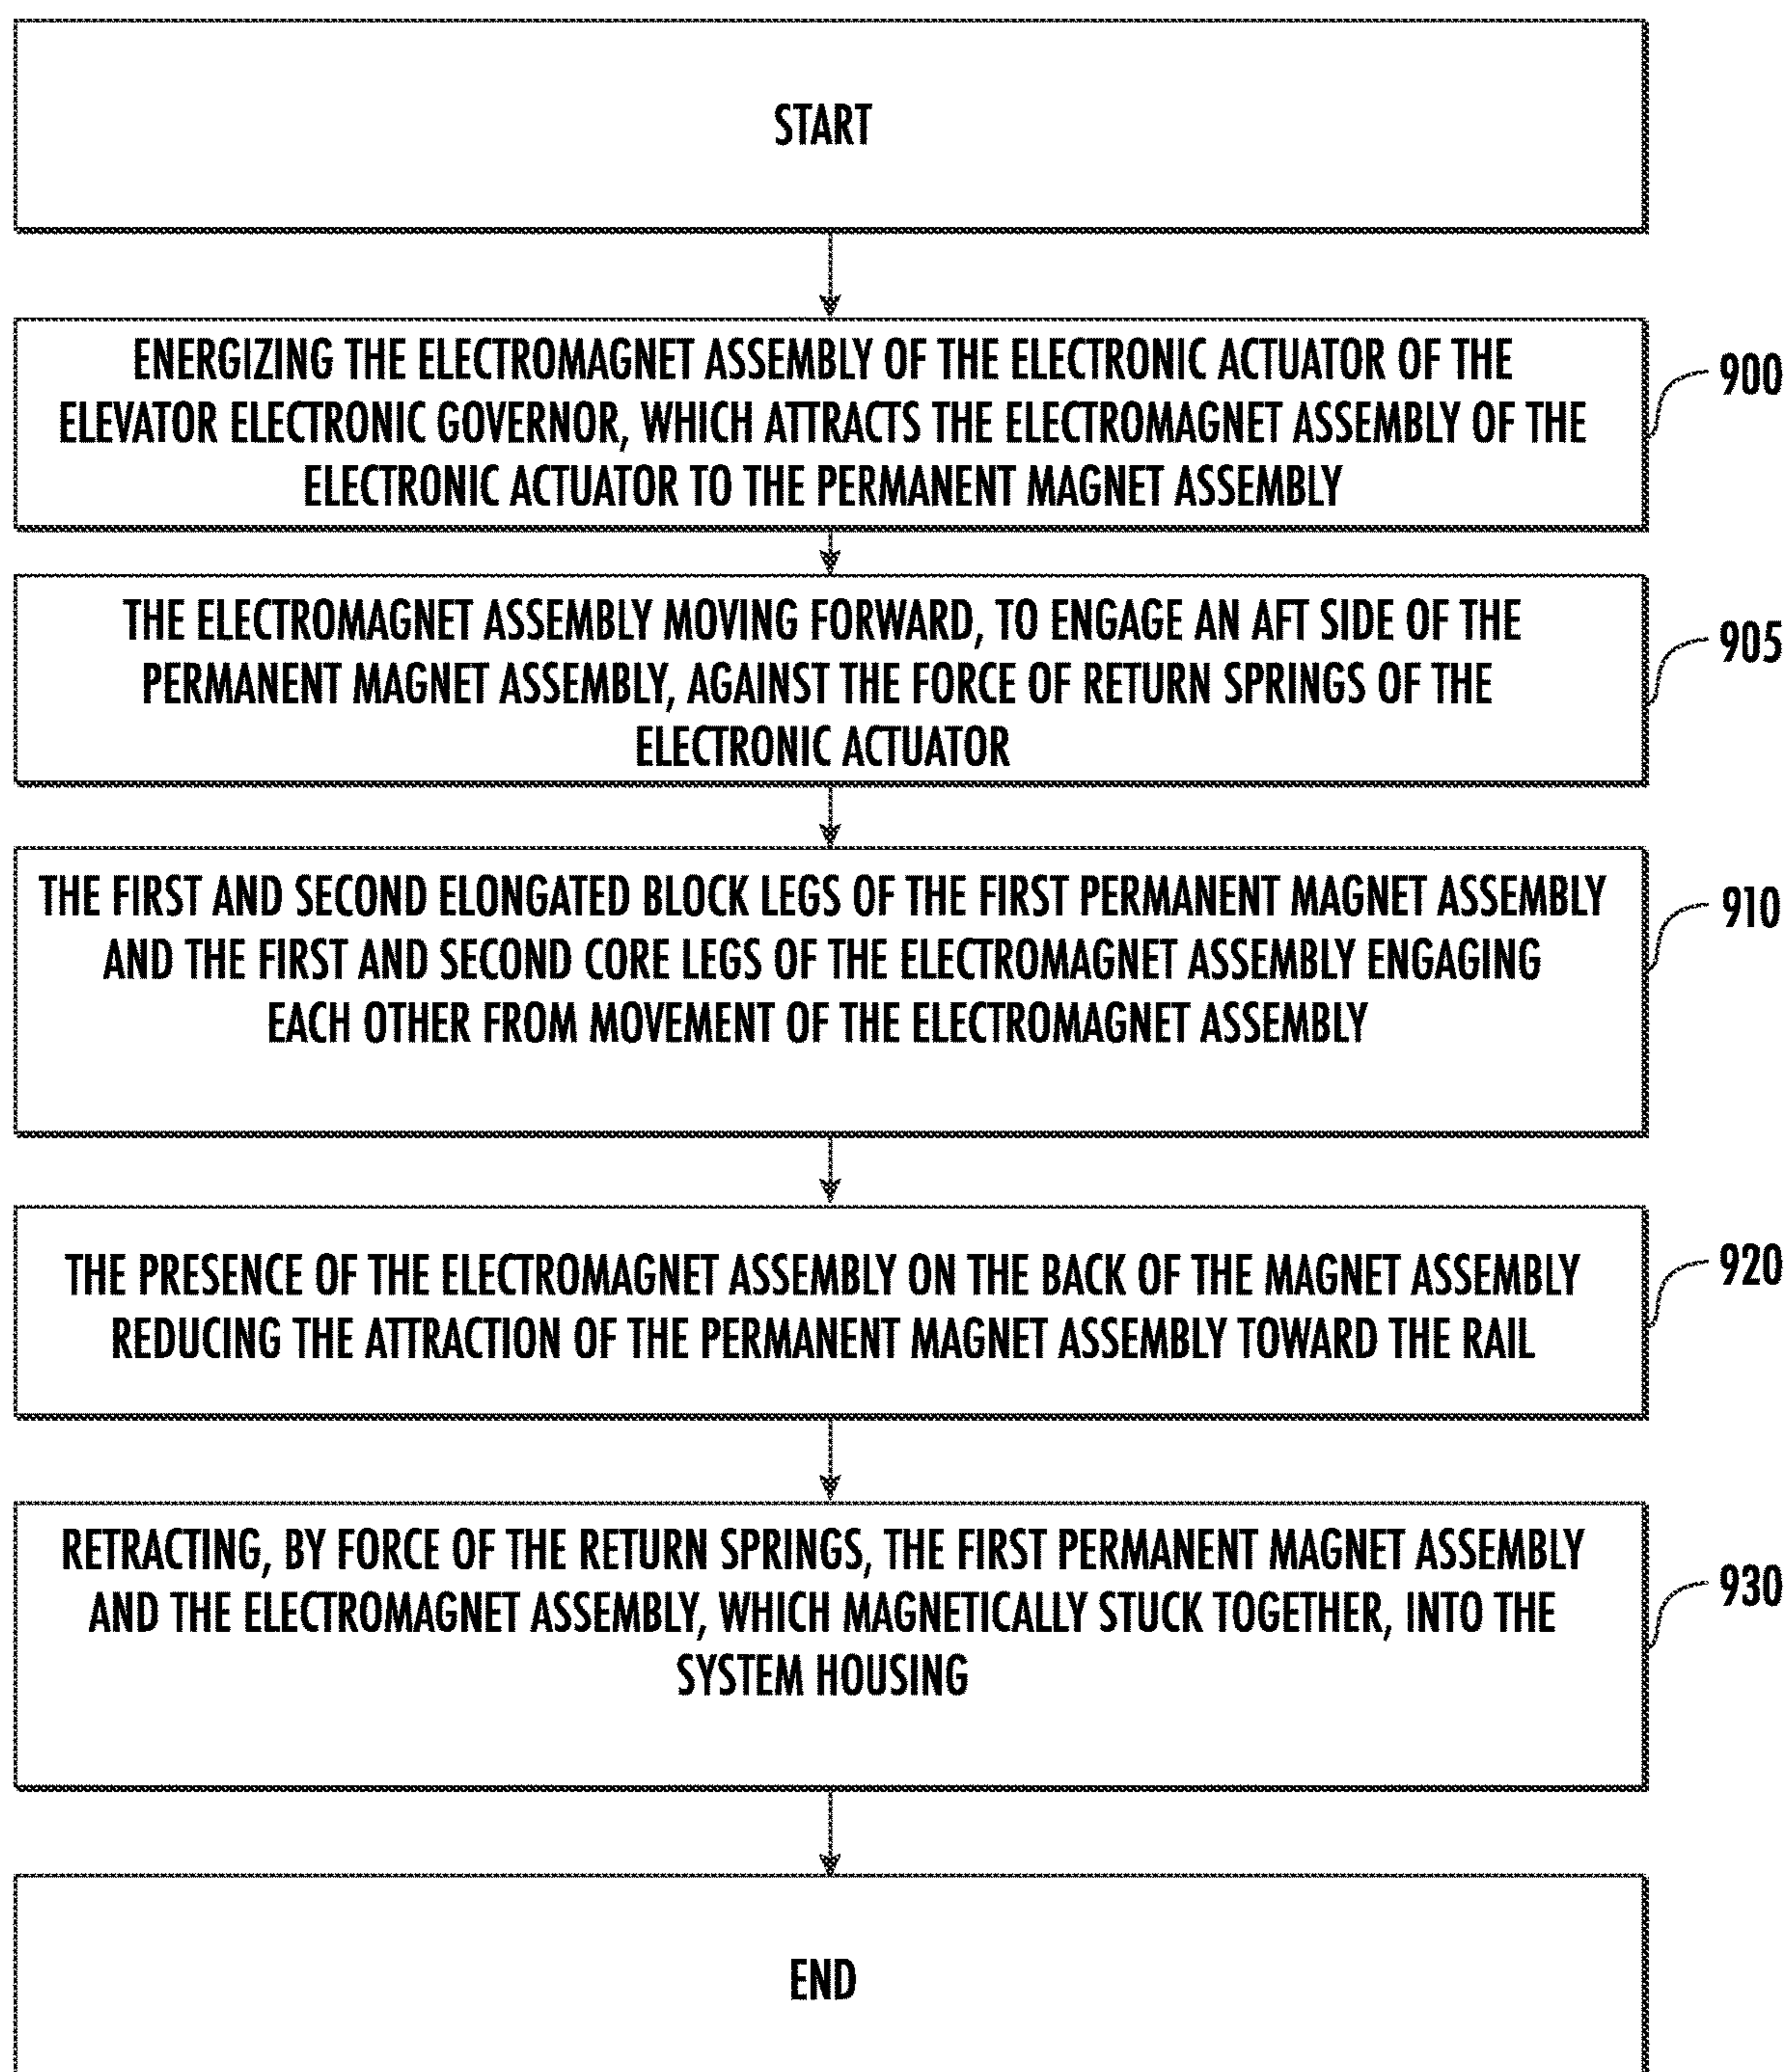 START
ENERGIZING THE ELECTROMAGNET ASSEMBLY OF THE ELECTRONIC ACTUATOR OF THE
ELEVATOR ELECTRONIC GOVERNOR, WHICH ATTRACTS THE ELECTROMAGNET ASSEMBLY OF THE
ELECTRONIC ACTUATOR TO THE PERMANENT MAGNET ASSEMBLY
900
THE ELECTROMAGNET ASSEMBLY MOVING FORWARD, TO ENGAGE AN AFT SIDE OF THE
PERMANENT MAGNET ASSEMBLY, AGAINST THE FORCE OF RETURN SPRINGS OF THE
ELECTRONIC ACTUATOR
905
THE FIRST AND SECOND ELONGATED BLOCK LEGS OF THE FIRST PERMANENT MAGNET ASSEMBLY
AND THE FIRST AND SECOND CORE LEGS OF THE ELECTROMAGNET ASSEMBLY ENGAGING
EACH OTHER FROM MOVEMENT OF THE ELECTROMAGNET ASSEMBLY
910
THE PRESENCE OF THE ELECTROMAGNET ASSEMBLY ON THE BACK OF THE MAGNET ASSEMBLY
REDUCING THE ATTRACTION OF THE PERMANENT MAGNET ASSEMBLY TOWARD THE RAIL
920
RETRACTING, BY FORCE OF THE RETURN SPRINGS, THE FIRST PERMANENT MAGNET ASSEMBLY
AND THE ELECTROMAGNET ASSEMBLY, WHICH MAGNETICALLY STUCK TOGETHER, INTO THE
SYSTEM HOUSING
930
END